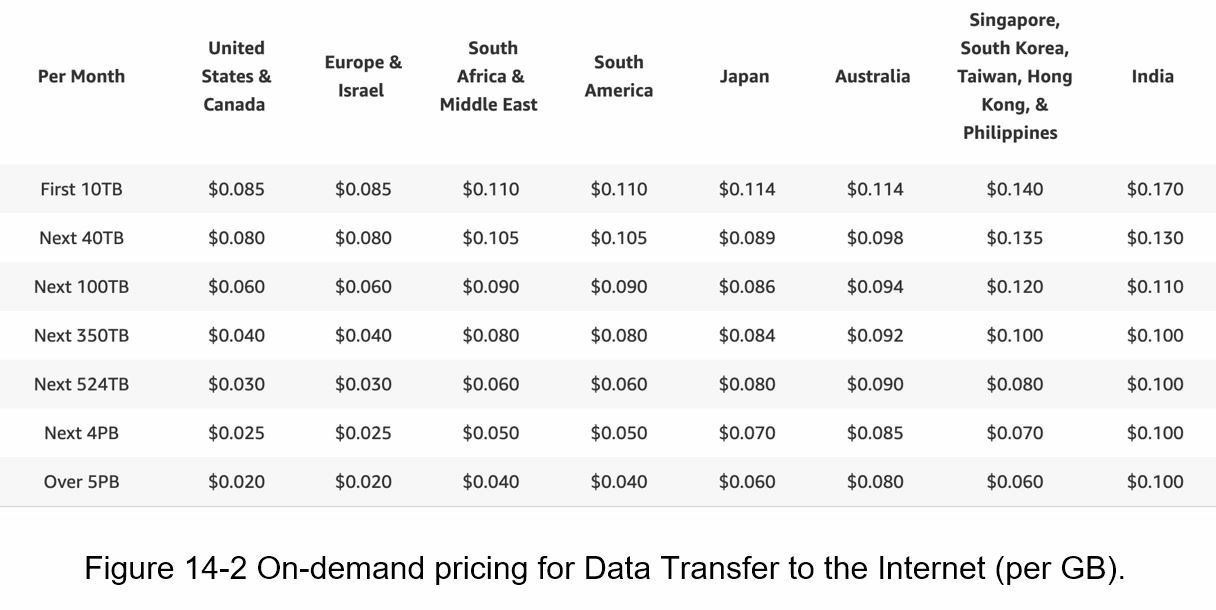 Per Month United States & Canada Europe & Israel South Africa & Middle East South America Japan Australia Singapore, South Korea, Taiwan, Hong Kong, & Philippines India
First 10TB $0.085 $0.085 $0.110 $0.110 $0.114 $0.114 $0.140 $0.170
Next 40TB $0.080 $0.080 $0.105 $0.105 $0.089 $0.098 $0.135 $0.130
Next 100TB $0.060 $0.060 $0.090 $0.090 $0.086 $0.094 $0.120 $0.110
Next 350TB $0.040 $0.040 $0.080 $0.080 $0.084 $0.092 $0.100 $0.100
Next 524TB $0.030 $0.030 $0.060 $0.060 $0.080 $0.090 $0.080 $0.100
Next 4PB $0.025 $0.025 $0.050 $0.050 $0.070 $0.085 $0.070 $0.100
Over 5PB $0.020 $0.020 $0.040 $0.040 $0.060 $0.080 $0.060 $0.100
Figure 14-2 On-demand pricing for Data Transfer to the Internet (per GB).